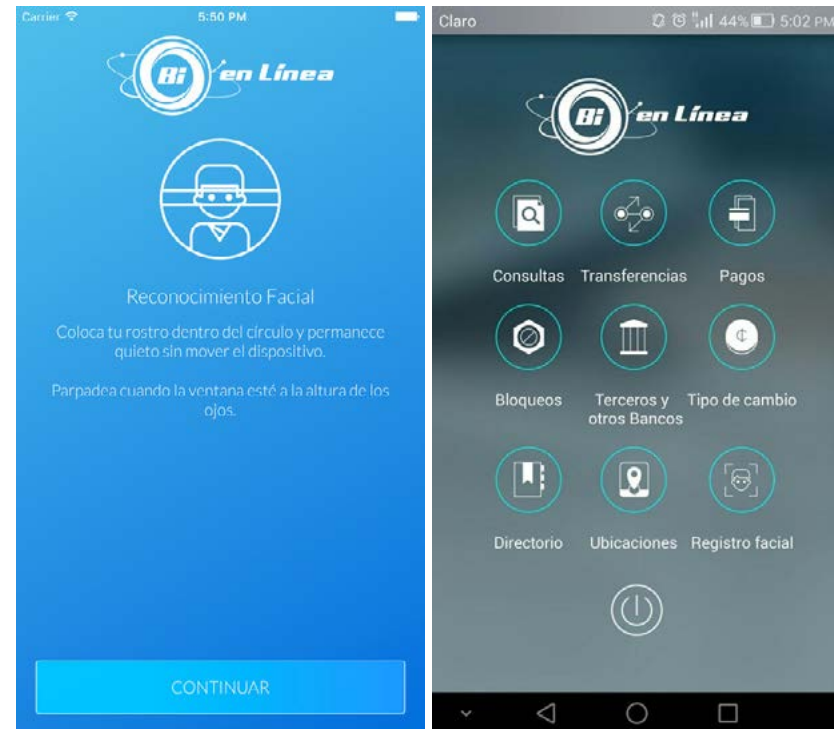 Carrier 5:50 PM
Bi en Línea
Reconocimiento Facial
Coloca tu rostro dentro del círculo y permanece
quieto sin mover el dispositivo.
Parpadea cuando la ventana esté a la altura de los
ojos.
CONTINUAR
Claro 44% 5:02 PM
Bi en Línea
Consultas Transferencias Pagos
Bloqueos Terceros y Tipo de cambio
otros Bancos
Directorio Ubicaciones Registro facial